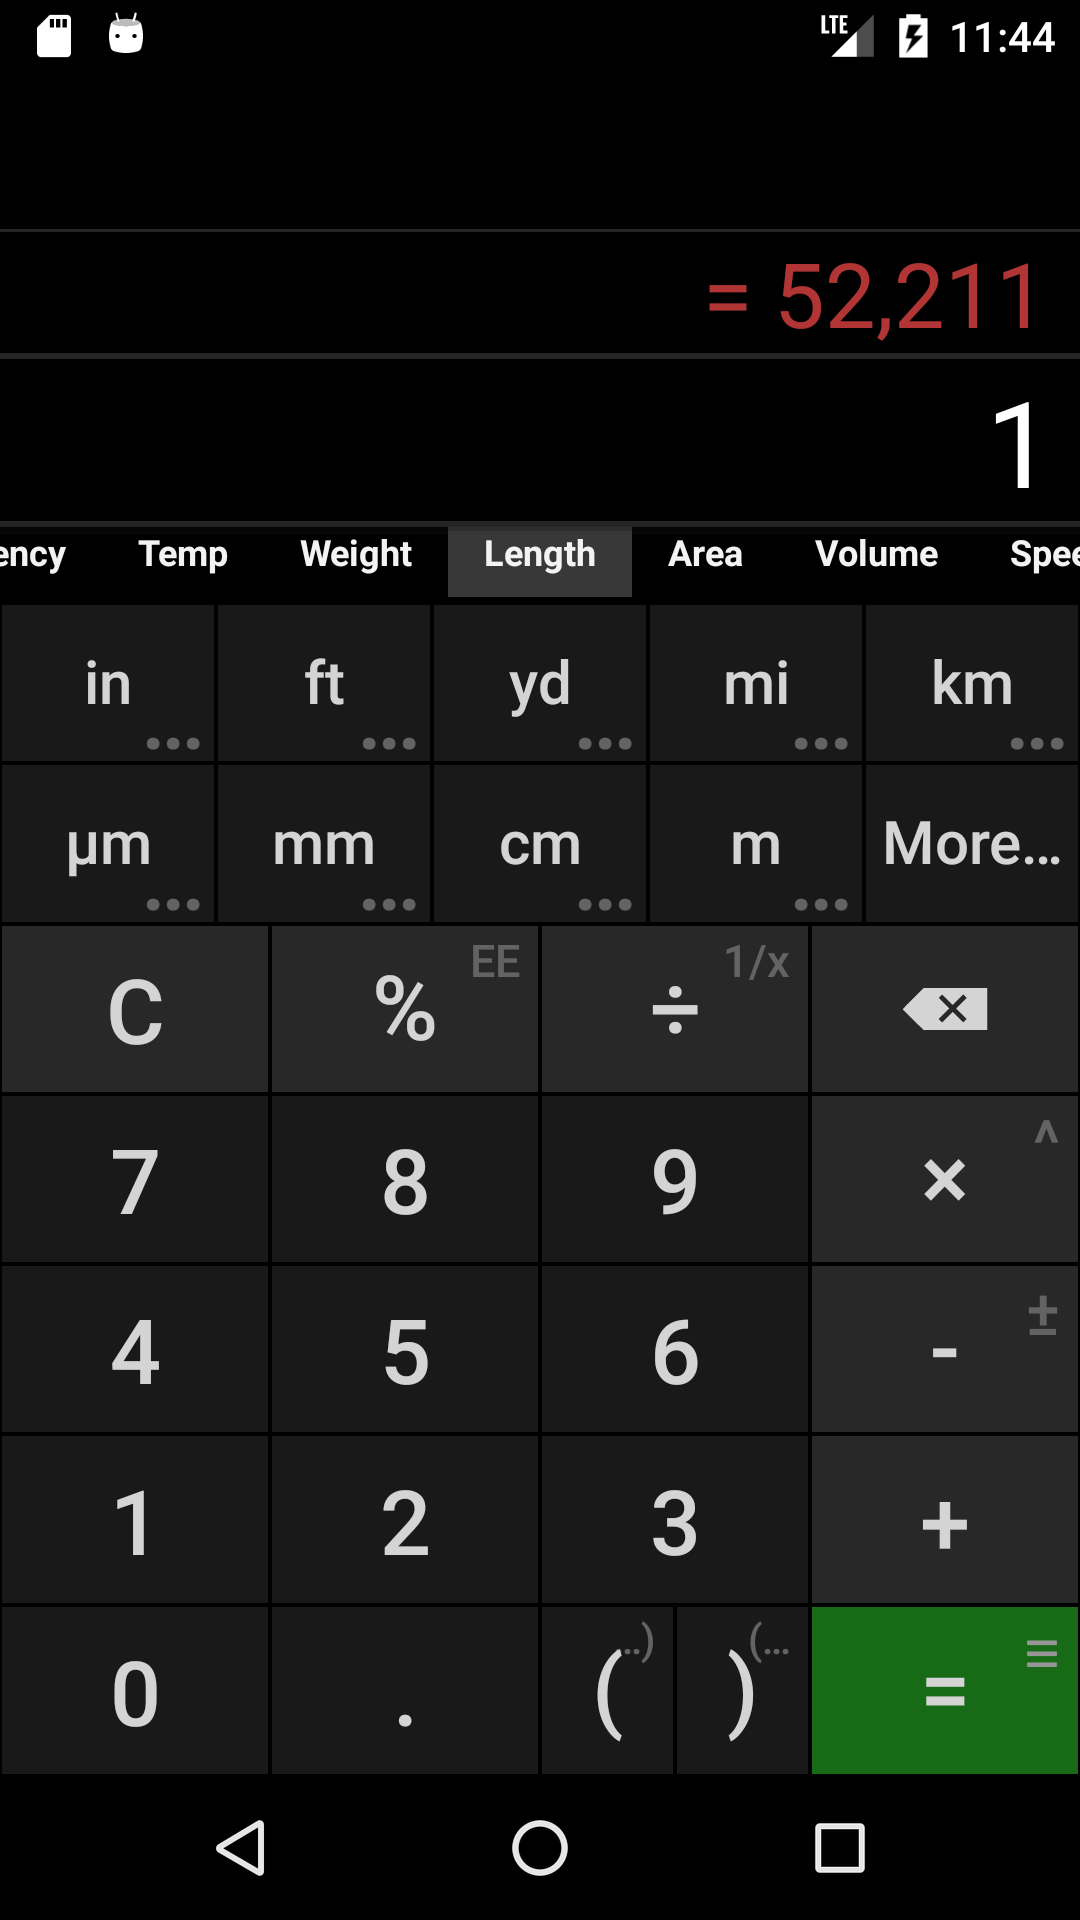 LTE 11:44
= 52,211
1
ency Temp Weight Length Area Volume Spee
in ft yd mi km
µm mm cm m More...
C % EE ÷ 1/x
7 8 9 × ^
4 5 6 - ±
1 2 3 +
0 . ( ..) ) (... =